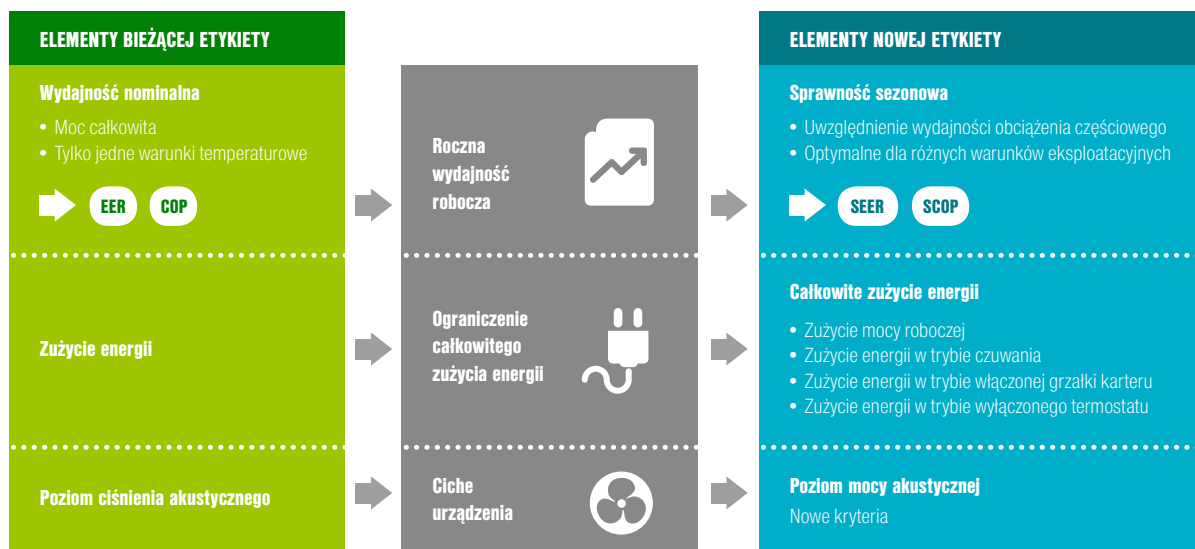 ELEMENTY BIEŻĄCEJ ETYKIETY
Wydajność nominalna
• Moc całkowita
• Tylko jedne warunki temperaturowe
EER COP
Zużycie energii
Poziom ciśnienia akustycznego
Roczna
wydajność
robocza
Ograniczenie
całkowitego
zużycia energii
Ciche
urządzenia
ELEMENTY NOWEJ ETYKIETY
Sprawność sezonowa
• Uwzględnienie wydajności obciążenia częściowego
• Optymalne dla różnych warunków eksploatacyjnych
SEER SCOP
Całkowite zużycie energii
• Zużycie mocy roboczej
• Zużycie energii w trybie czuwania
• Zużycie energii w trybie włączonej grzałki karteru
• Zużycie energii w trybie wyłączonego termostatu
Poziom mocy akustycznej
Nowe kryteria